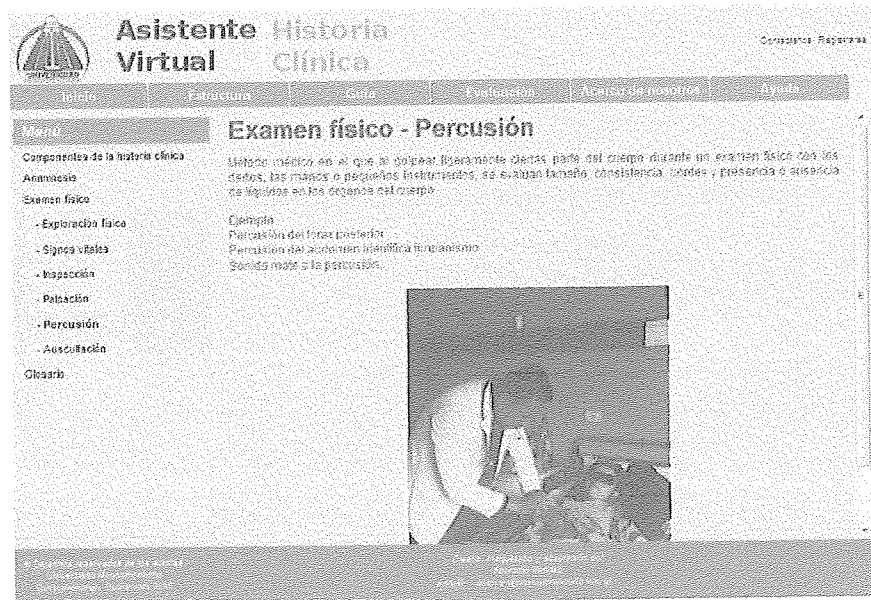 Asistente Historia
Virtual Clínica
UNIVERSIDAD
Conectarse Registrarse
Inicio Estructura Guía Evaluación Acerca de nosotros Ayuda
Menú
Componentes de la historia clínica
Anamnesis
Examen físico
- Exploración física
- Signos vitales
- Inspección
- Palpación
- Percusión
- Auscultación
Glosario
Examen físico - Percusión
Método médico en el que al golpear ligeramente ciertas parte del cuerpo durante un examen físico con los
dedos, las manos o pequeños instrumentos, se evalúan tamaño, consistencia, bordes y presencia o ausencia
de líquidos en los órganos del cuerpo
Ejemplo
Percusión del tórax posterior
Percusión del abdomen identifica timpanismo
Sonido mate a la percusión.